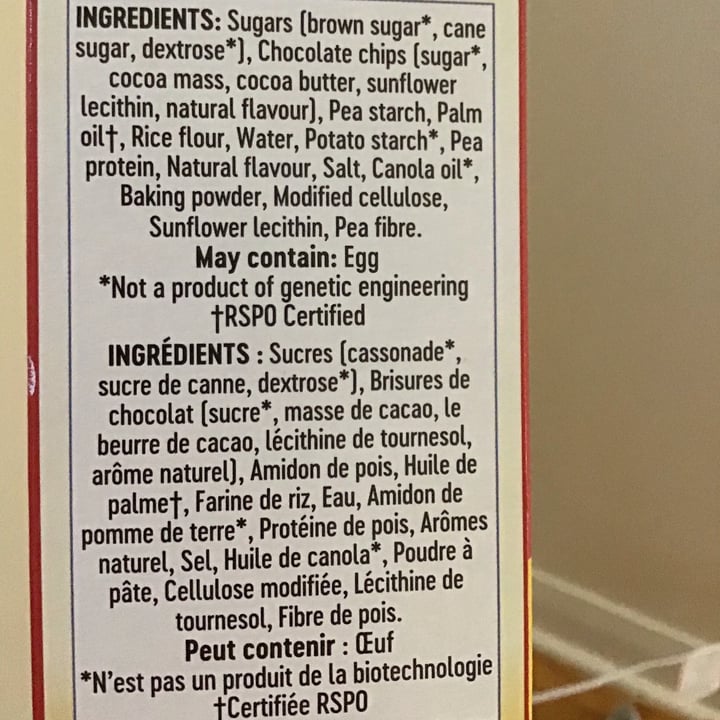 INGREDIENTS: Sugars (brown sugar*, cane
sugar, dextrose*), Chocolate chips (sugar*,
cocoa mass, cocoa butter, sunflower
lecithin, natural flavour), Pea starch, Palm
oil†, Rice flour, Water, Potato starch*, Pea
protein, Natural flavour, Salt, Canola oil*,
Baking powder, Modified cellulose,
Sunflower lecithin, Pea fibre.
May contain: Egg
*Not a product of genetic engineering
†RSPO Certified
INGRÉDIENTS : Sucres (cassonade*,
sucre de canne, dextrose*), Brisures de
chocolat (sucre*, masse de cacao, le
beurre de cacao, lécithine de tournesol,
arôme naturel), Amidon de pois, Huile de
palme†, Farine de riz, Eau, Amidon de
pomme de terre*, Protéine de pois, Arômes
naturel, Sel, Huile de canola*, Poudre à
pâte, Cellulose modifiée, Lécithine de
tournesol, Fibre de pois.
Peut contenir : Œuf
*N'est pas un produit de la biotechnologie
†Certifiée RSPO